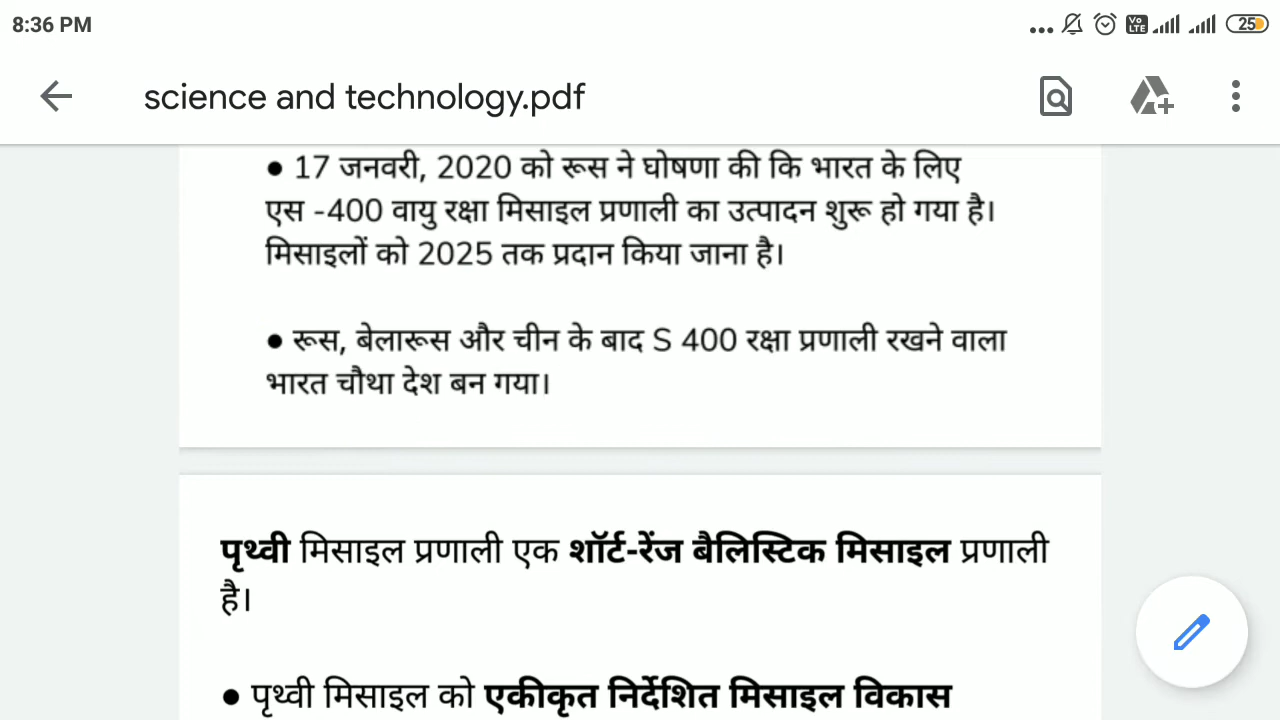 8:36 PM
Vo LTE
25
science and technology.pdf
● 17 जनवरी, 2020 को रूस ने घोषणा की कि भारत के लिए
एस -400 वायु रक्षा मिसाइल प्रणाली का उत्पादन शुरू हो गया है।
मिसाइलों को 2025 तक प्रदान किया जाना है।
● रूस, बेलारूस और चीन के बाद S 400 रक्षा प्रणाली रखने वाला
भारत चौथा देश बन गया।
पृथ्वी मिसाइल प्रणाली एक शॉर्ट-रेंज बैलिस्टिक मिसाइल प्रणाली
है।
● पृथ्वी मिसाइल को एकीकृत निर्देशित मिसाइल विकास